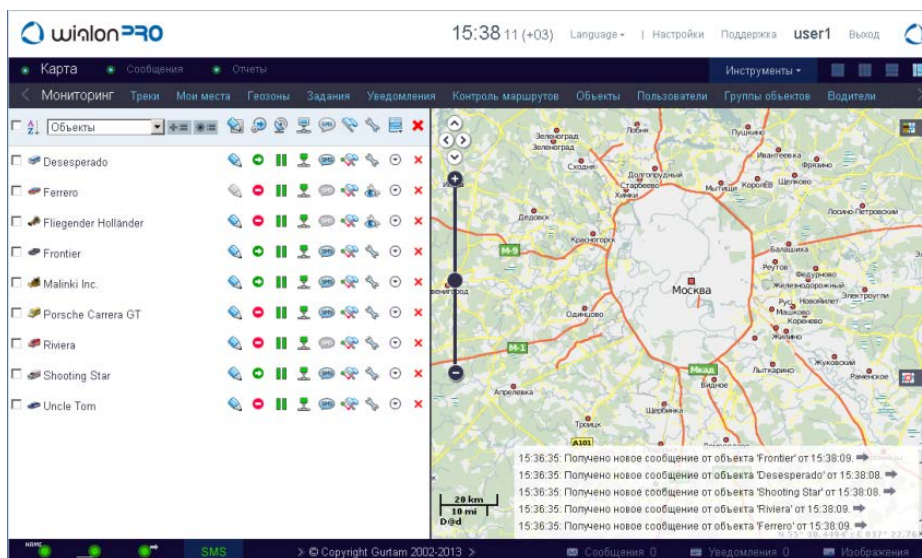 wialon PRO
15:38 11 (+03) Language | Настройки Поддержка user1 Выход
Карта Сообщения Отчеты Инструменты
Мониторинг Треки Мои места Геозоны Задания Уведомления Контроль маршрутов Объекты Пользователи Группы объектов Водители
Объекты
Desesperado
Ferrero
Fliegender Holländer
Frontier
Malinki Inc.
Porsche Carrera GT
Riviera
Shooting Star
Uncle Tom
Зеленоград
Зеленоград
Лобня
Пушкино
Сходня
Ивантеевка
Фрязино
Долгопрудный
Старбеево
Химки
Мытищи
Королёв
Щелково
Дедовск
Лосино-Петровский
Красногорск
М-9
Балашиха
Реутов
Федурново
Железнодорожный
Москва
Электроугли
Новомилет
Машково
Коренево
Одинцово
Жилино
М-1
Мкад
Лыткарино
Жуковский
Раменское
Видное
Апрелевка
Щербинка
Троицк
A101
15:36:35: Получено новое сообщение от объекта 'Frontier' от 15:38:09.
15:36:35: Получено новое сообщение от объекта 'Desesperado' от 15:38:08.
15:36:35: Получено новое сообщение от объекта 'Shooting Star' от 15:38:08.
15:36:35: Получено новое сообщение от объекта 'Riviera' от 15:38:09.
15:36:35: Получено новое сообщение от объекта 'Ferrero' от 15:38:09.
20 km
10 mi
D@d
NAME SMS > © Copyright Gurtam 2002-2013 > Сообщения 0 Уведомления 0 Изображения